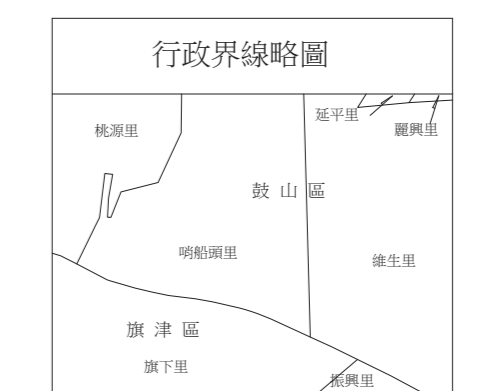 行政界線略圖
延平里
桃源里
麗興里
鼓山區
哨船頭里
維生里
旗津區
旗下里
振興里